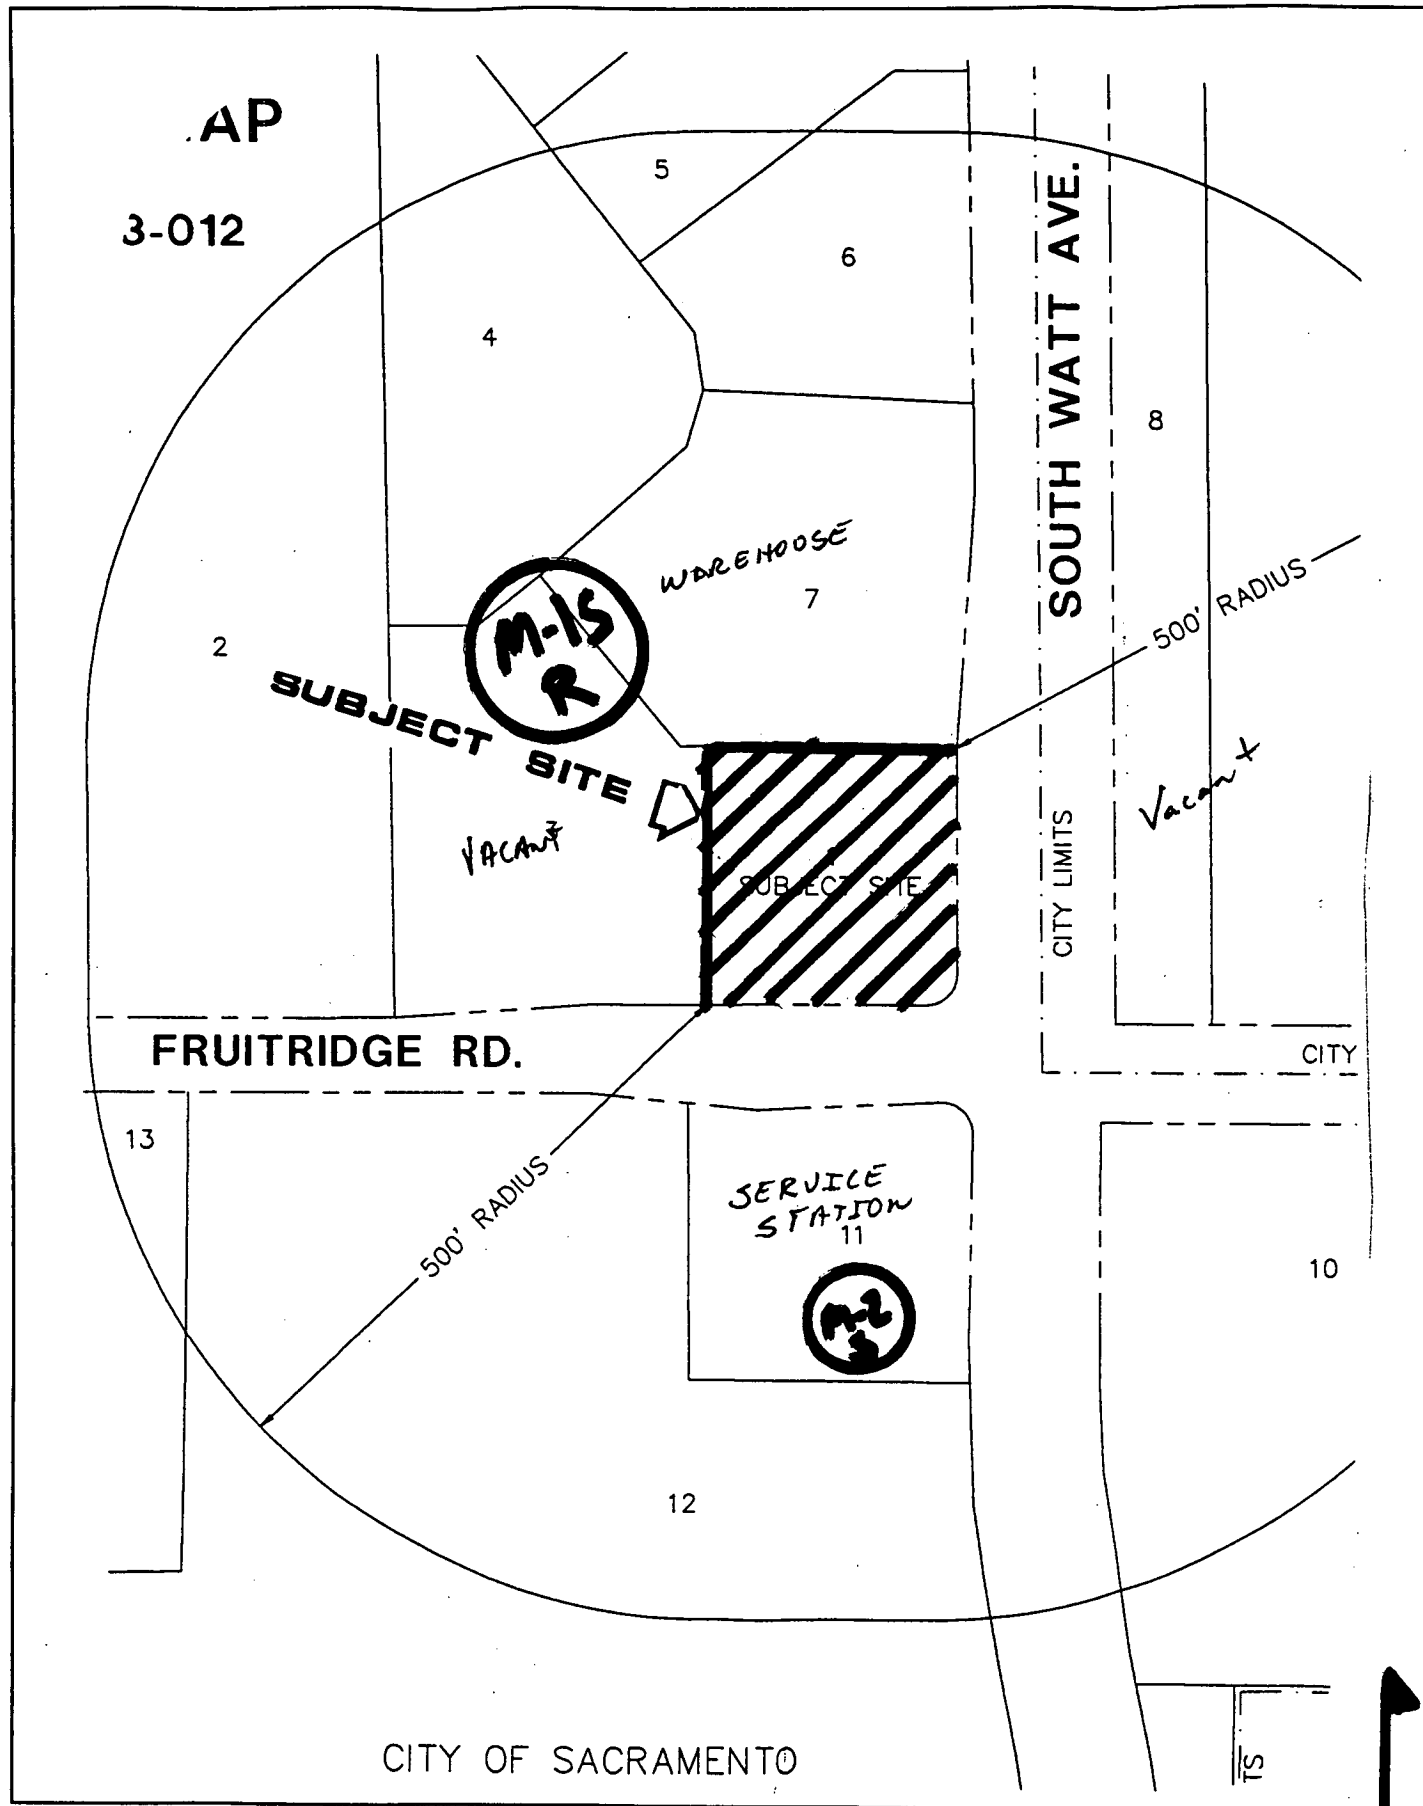 .AP
3-012
5
6
4
SOUTH WATT AVE.
8
WAREHOUSE
7
500' RADIUS
M-1S
R
2
SUBJECT SITE
Vacant
VACANT
SUBJECT SITE
CITY LIMITS
FRUITRIDGE RD.
CITY
13
SERVICE
STATION
11
500' RADIUS
10
M-2
S
12
CITY OF SACRAMENTO
TS